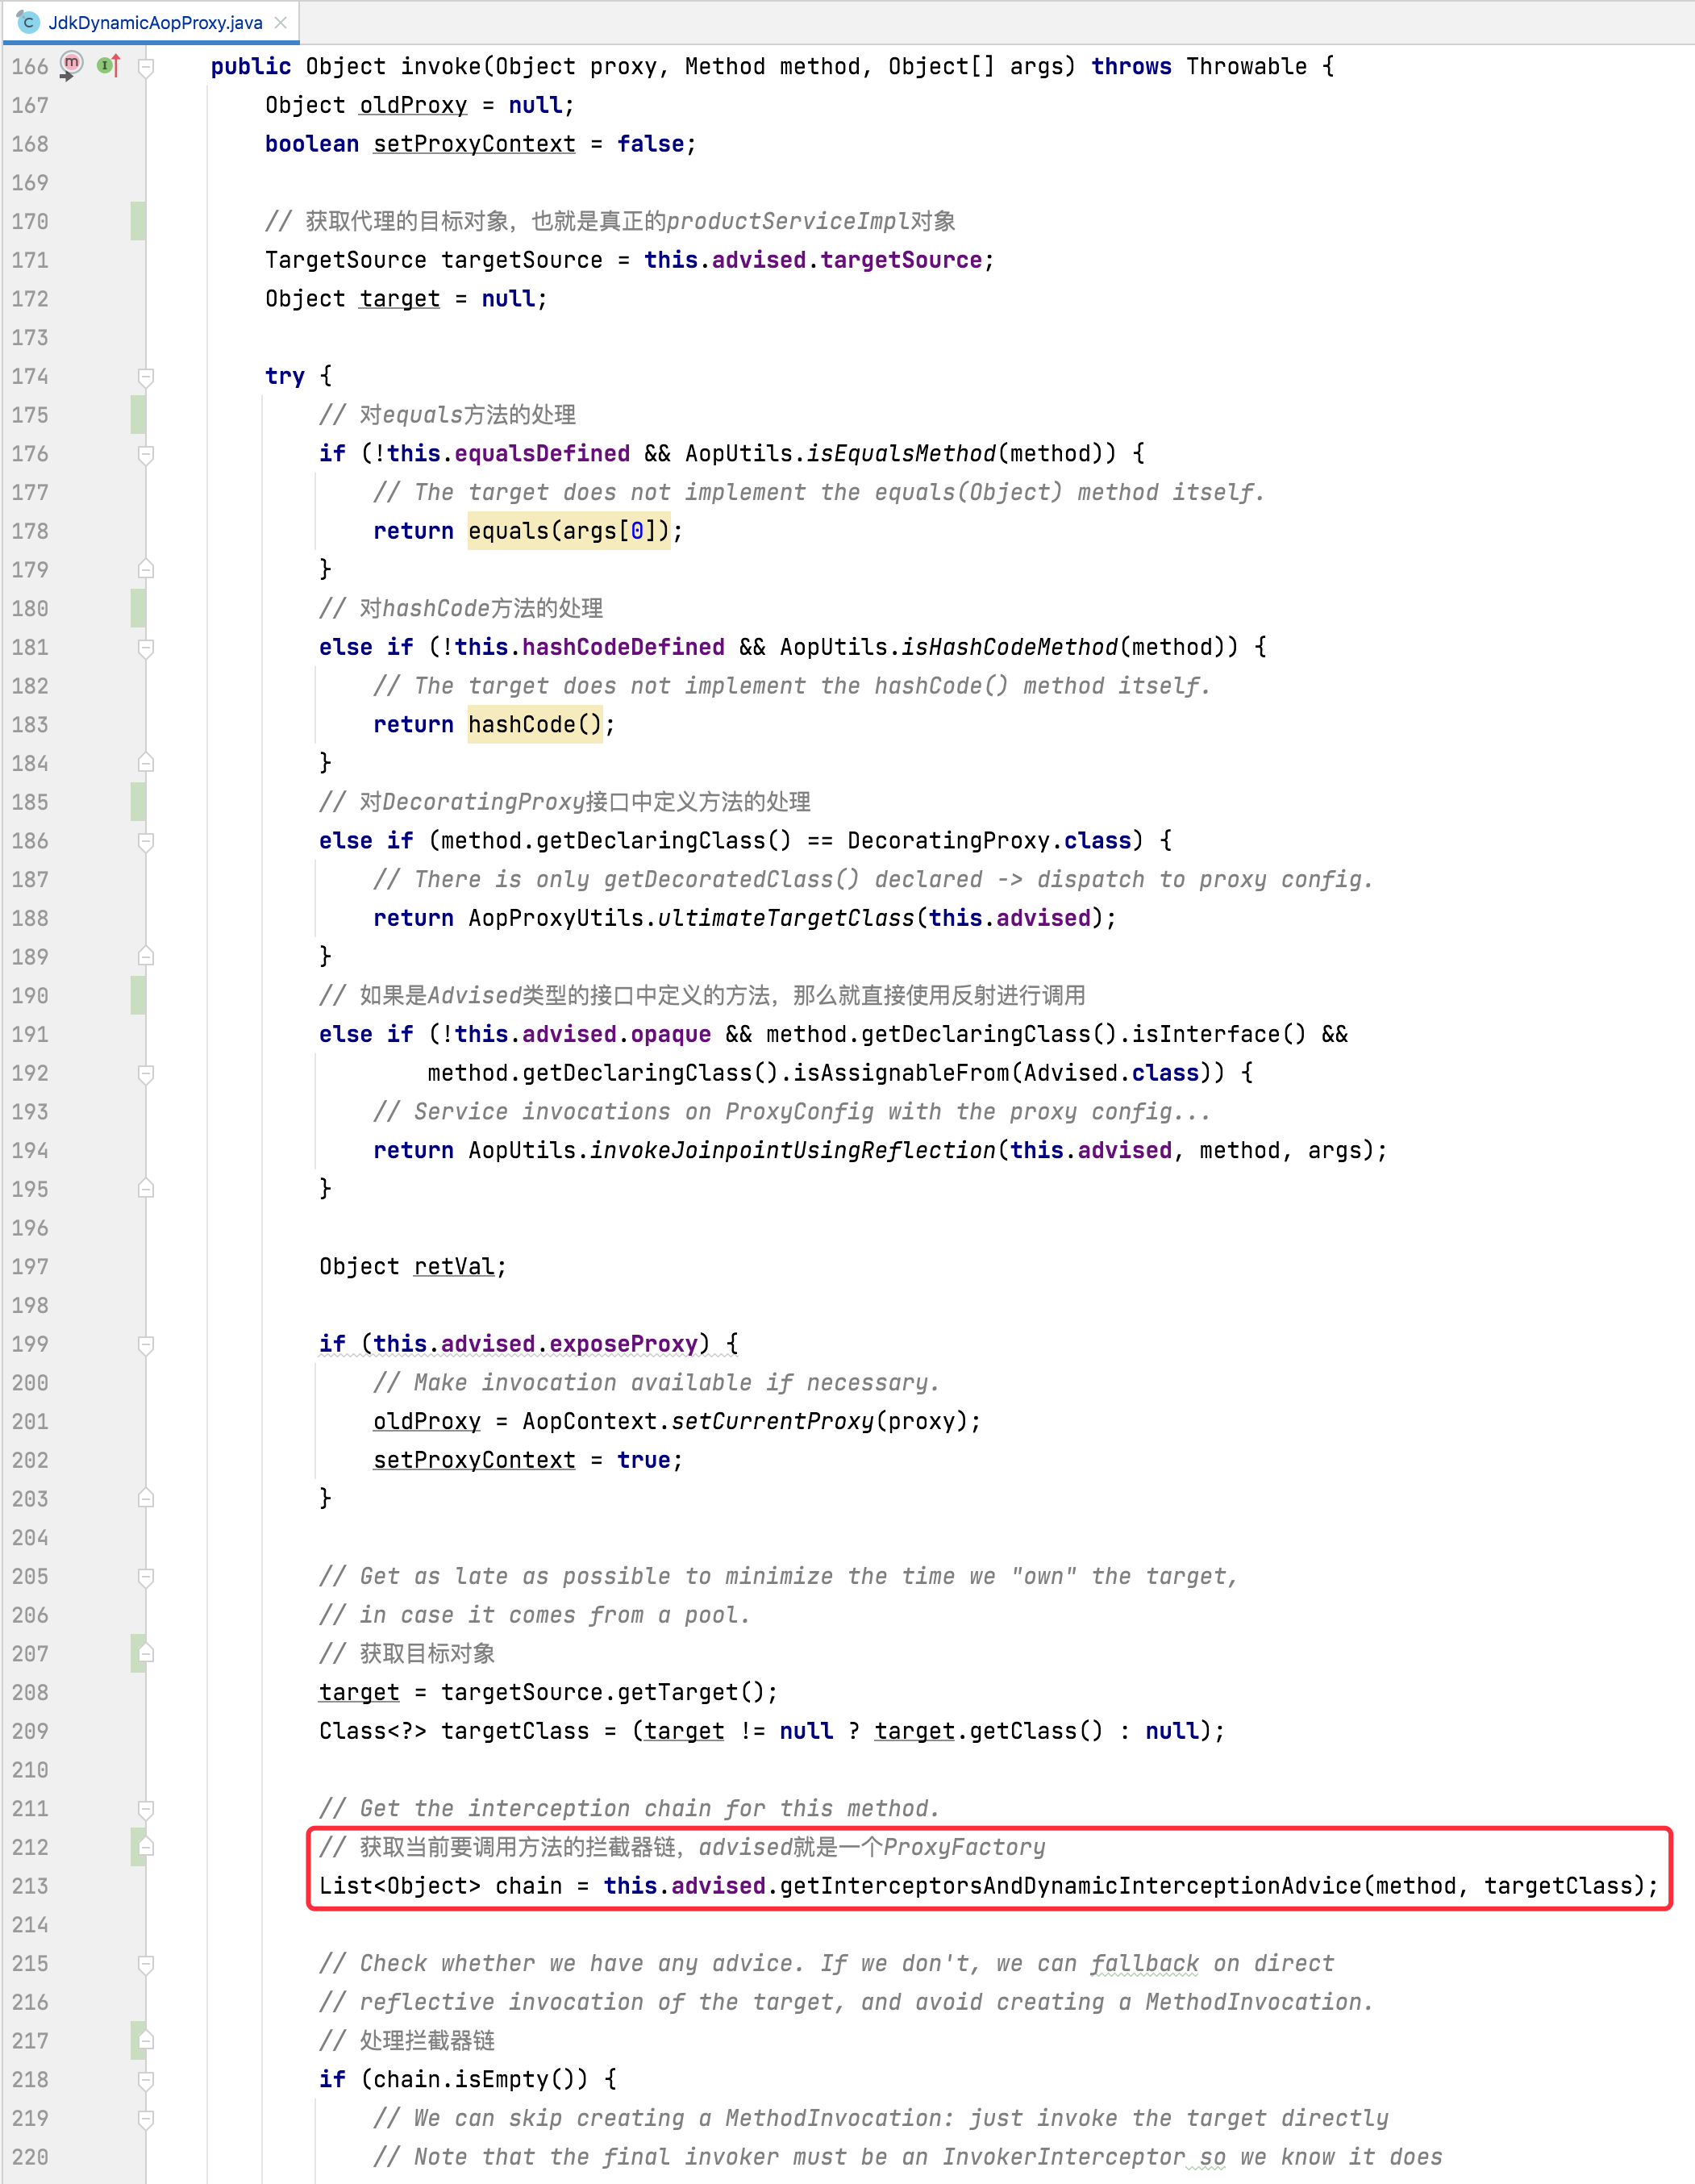 JdkDynamicAopProxy.java
166 public Object invoke(Object proxy, Method method, Object[] args) throws Throwable {
167 Object oldProxy = null;
168 boolean setProxyContext = false;
169
170 // 获取代理的目标对象，也就是真正的productServiceImpl对象
171 TargetSource targetSource = this.advised.targetSource;
172 Object target = null;
173
174 try {
175 // 对equals方法的处理
176 if (!this.equalsDefined && AopUtils.isEqualsMethod(method)) {
177 // The target does not implement the equals(Object) method itself.
178 return equals(args[0]);
179 }
180 // 对hashCode方法的处理
181 else if (!this.hashCodeDefined && AopUtils.isHashCodeMethod(method)) {
182 // The target does not implement the hashCode() method itself.
183 return hashCode();
184 }
185 // 对DecoratingProxy接口中定义方法的处理
186 else if (method.getDeclaringClass() == DecoratingProxy.class) {
187 // There is only getDecoratedClass() declared -> dispatch to proxy config.
188 return AopProxyUtils.ultimateTargetClass(this.advised);
189 }
190 // 如果是Advised类型的接口中定义的方法，那么就直接使用反射进行调用
191 else if (!this.advised.opaque && method.getDeclaringClass().isInterface() &&
192 method.getDeclaringClass().isAssignableFrom(Advised.class)) {
193 // Service invocations on ProxyConfig with the proxy config...
194 return AopUtils.invokeJoinpointUsingReflection(this.advised, method, args);
195 }
196
197 Object retVal;
198
199 if (this.advised.exposeProxy) {
200 // Make invocation available if necessary.
201 oldProxy = AopContext.setCurrentProxy(proxy);
202 setProxyContext = true;
203 }
204
205 // Get as late as possible to minimize the time we "own" the target,
206 // in case it comes from a pool.
207 // 获取目标对象
208 target = targetSource.getTarget();
209 Class<?> targetClass = (target != null ? target.getClass() : null);
210
211 // Get the interception chain for this method.
212 // 获取当前要调用方法的拦截器链，advised就是一个ProxyFactory
213 List<Object> chain = this.advised.getInterceptorsAndDynamicInterceptionAdvice(method, targetClass);
214
215 // Check whether we have any advice. If we don't, we can fallback on direct
216 // reflective invocation of the target, and avoid creating a MethodInvocation.
217 // 处理拦截器链
218 if (chain.isEmpty()) {
219 // We can skip creating a MethodInvocation: just invoke the target directly
220 // Note that the final invoker must be an InvokerInterceptor so we know it does